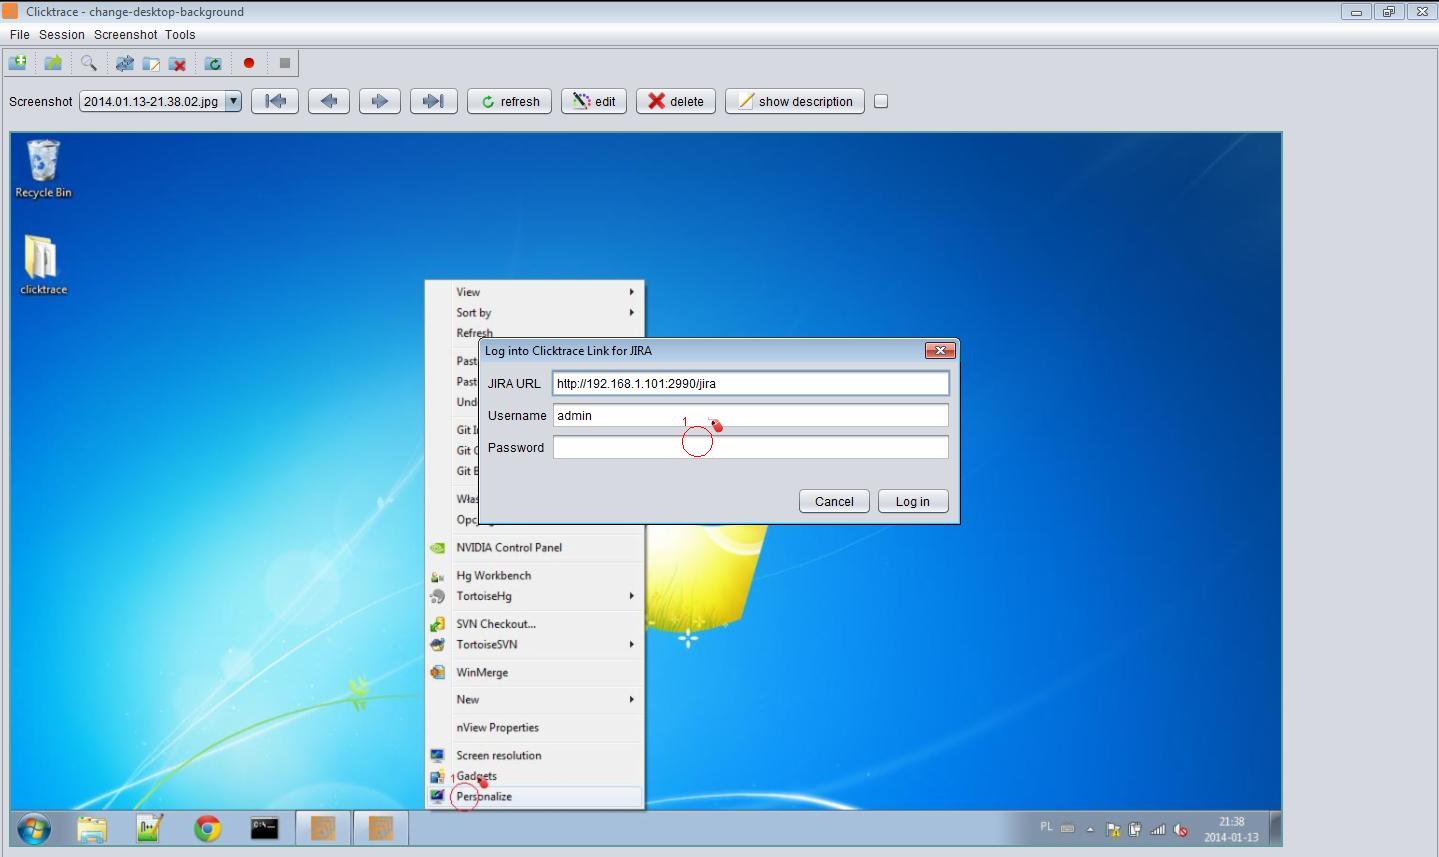 Clicktrace - change-desktop-background
File Session Screenshot Tools
Screenshot 2014.01.13-21.38.02.jpg refresh edit delete show description
Recycle Bin
clicktrace
View
Sort by
Refresh
Past
Past
Und
Git
Git
Git
Opc
NVIDIA Control Panel
Hg Workbench
TortoiseHg
SVN Checkout...
TortoiseSVN
WinMerge
New
nView Properties
Screen resolution
1 Gadgets
Personalize
Log into Clicktrace Link for JIRA
JIRA URL http://192.168.1.101:2990/jira
Username admin
1
Password
Cancel Log in
PL 21:38
2014-01-13